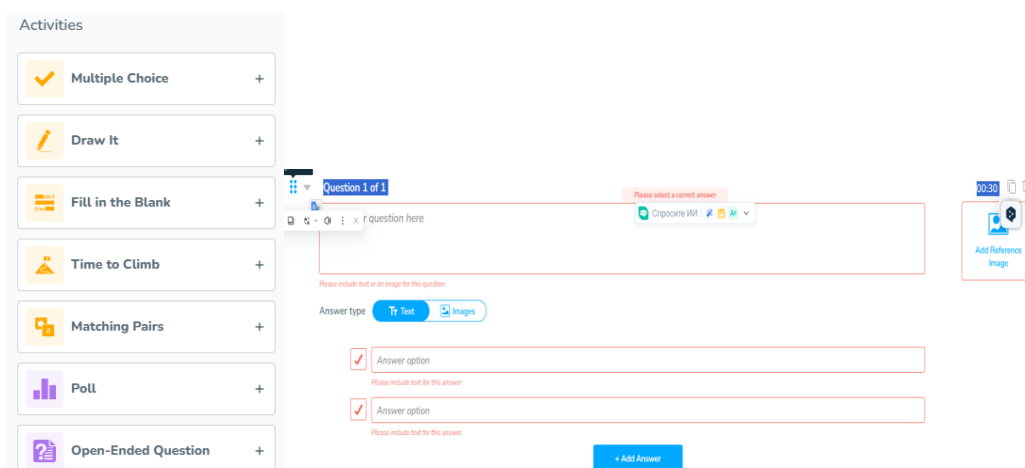 Activities
Multiple Choice +
Draw It +
Fill in the Blank +
Time to Climb +
Matching Pairs +
Poll +
Open-Ended Question +
Question 1 of 1
Please select a correct answer
00:30
Спросите ИИ
question here
Please include text or an image for this question
Add Reference
Image
Answer type Text Images
Answer option
Please include text for this answer
Answer option
Please include text for this answer
+ Add Answer